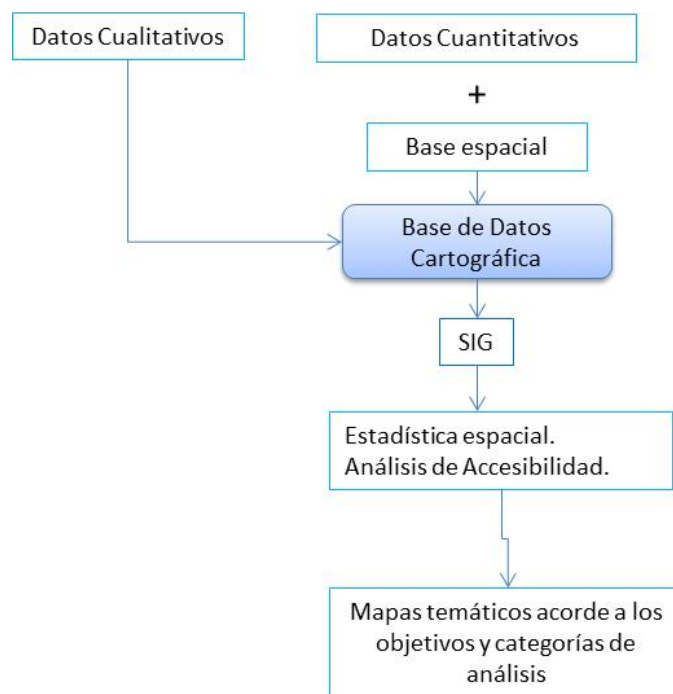 Datos Cualitativos
Datos Cuantitativos
+
Base espacial
Base de Datos
Cartográfica
SIG
Estadística espacial.
Análisis de Accesibilidad.
Mapas temáticos acorde a los
objetivos y categorías de
análisis